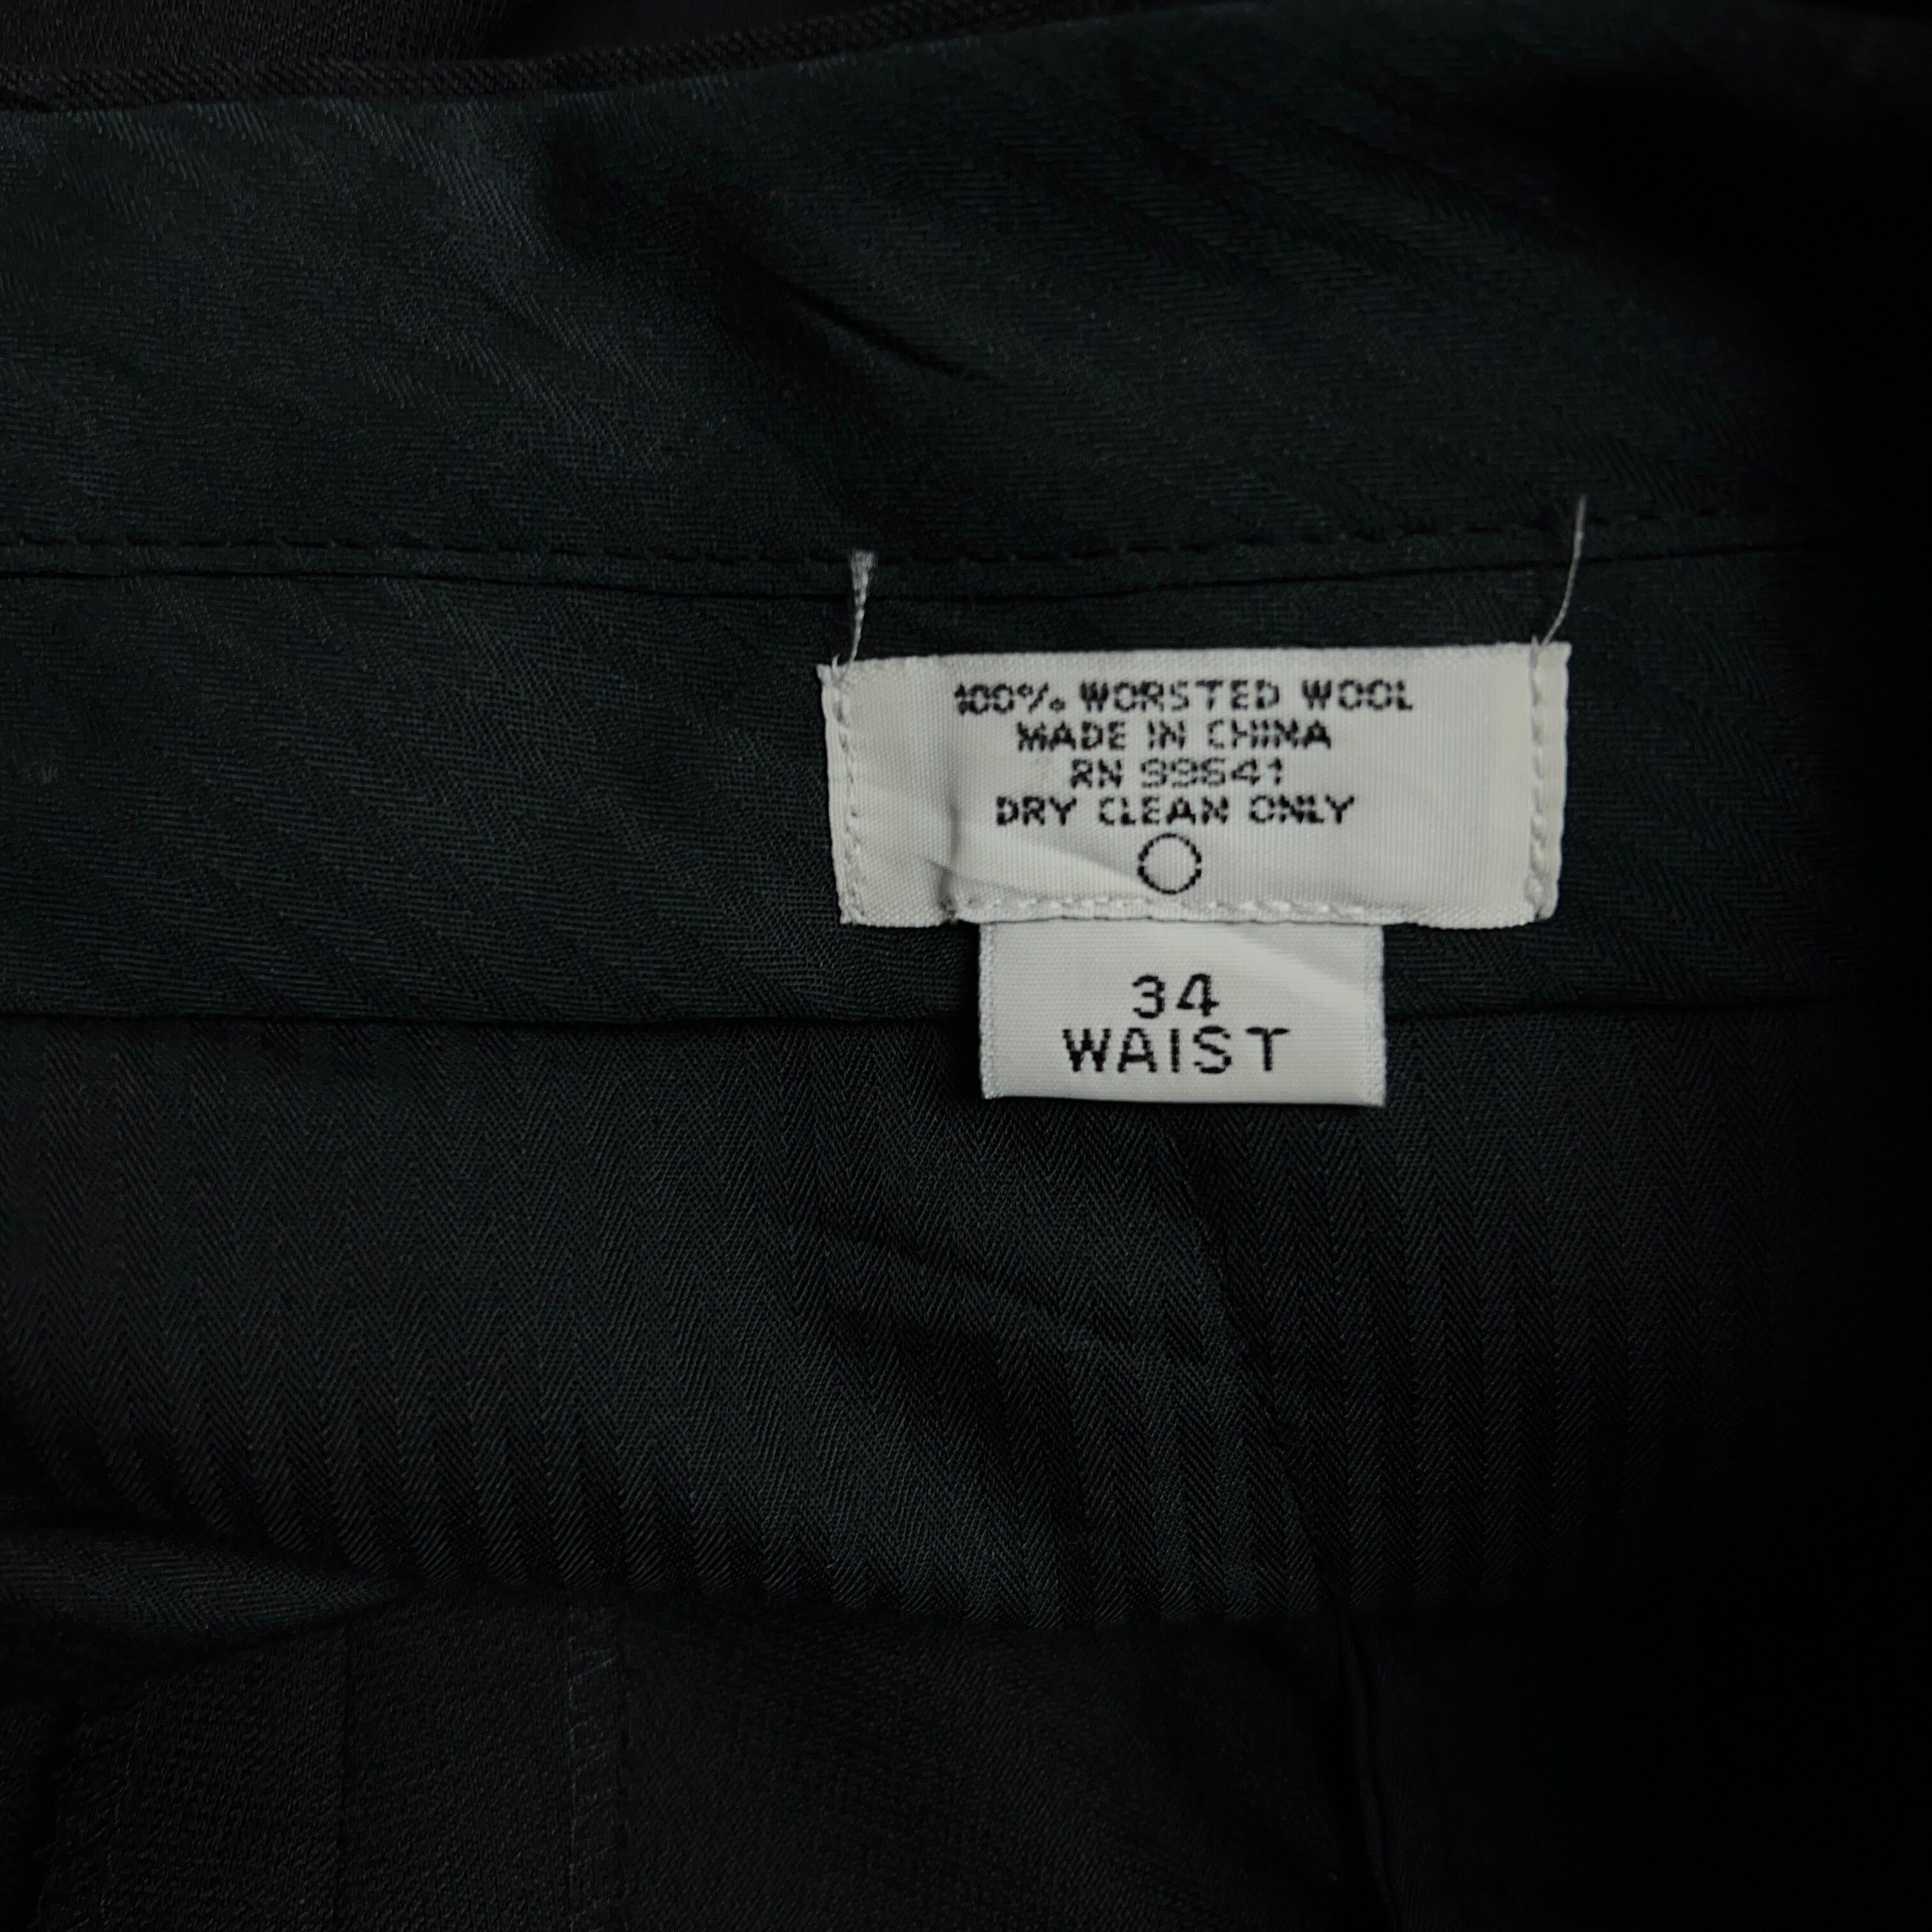 100% WORSTED WOOL
MADE IN CHINA
RN 99641
DRY CLEAN ONLY
34
WAIST